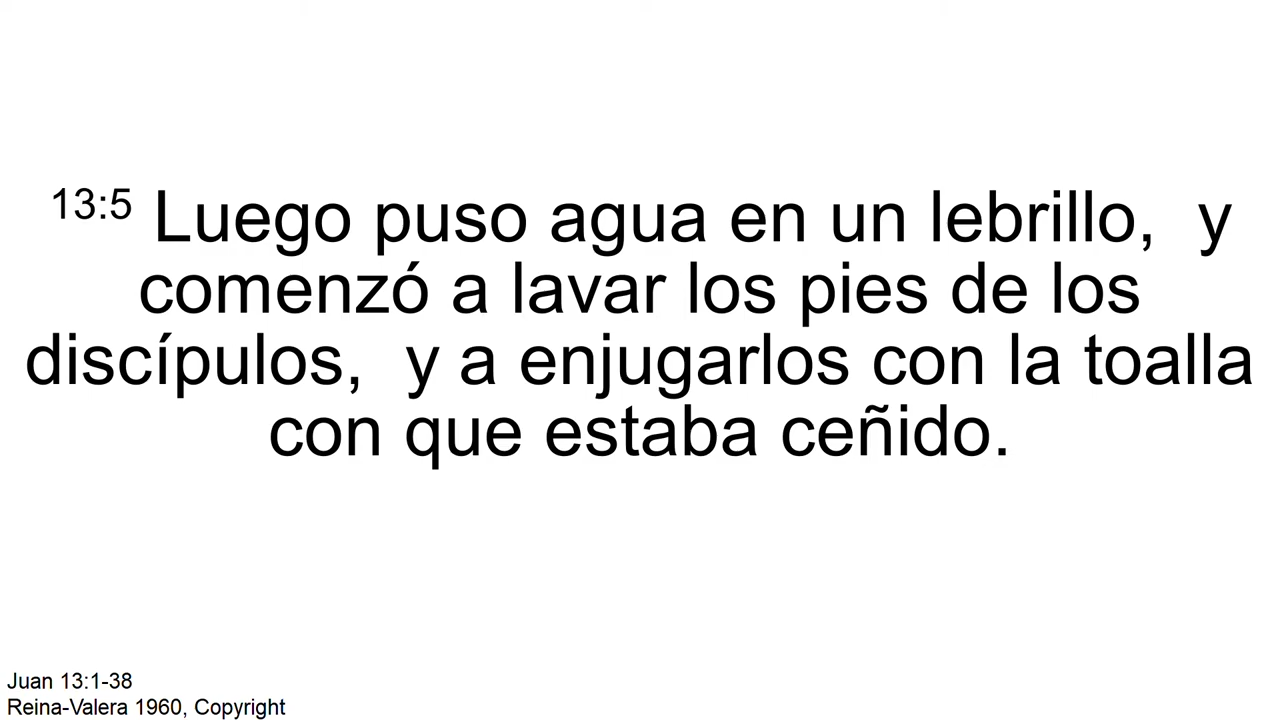 13:5 Luego puso agua en un lebrillo,  y
comenzó a lavar los pies de los
discípulos,  y a enjugarlos con la toalla
con que estaba ceñido.
Juan 13:1-38
Reina-Valera 1960, Copyright